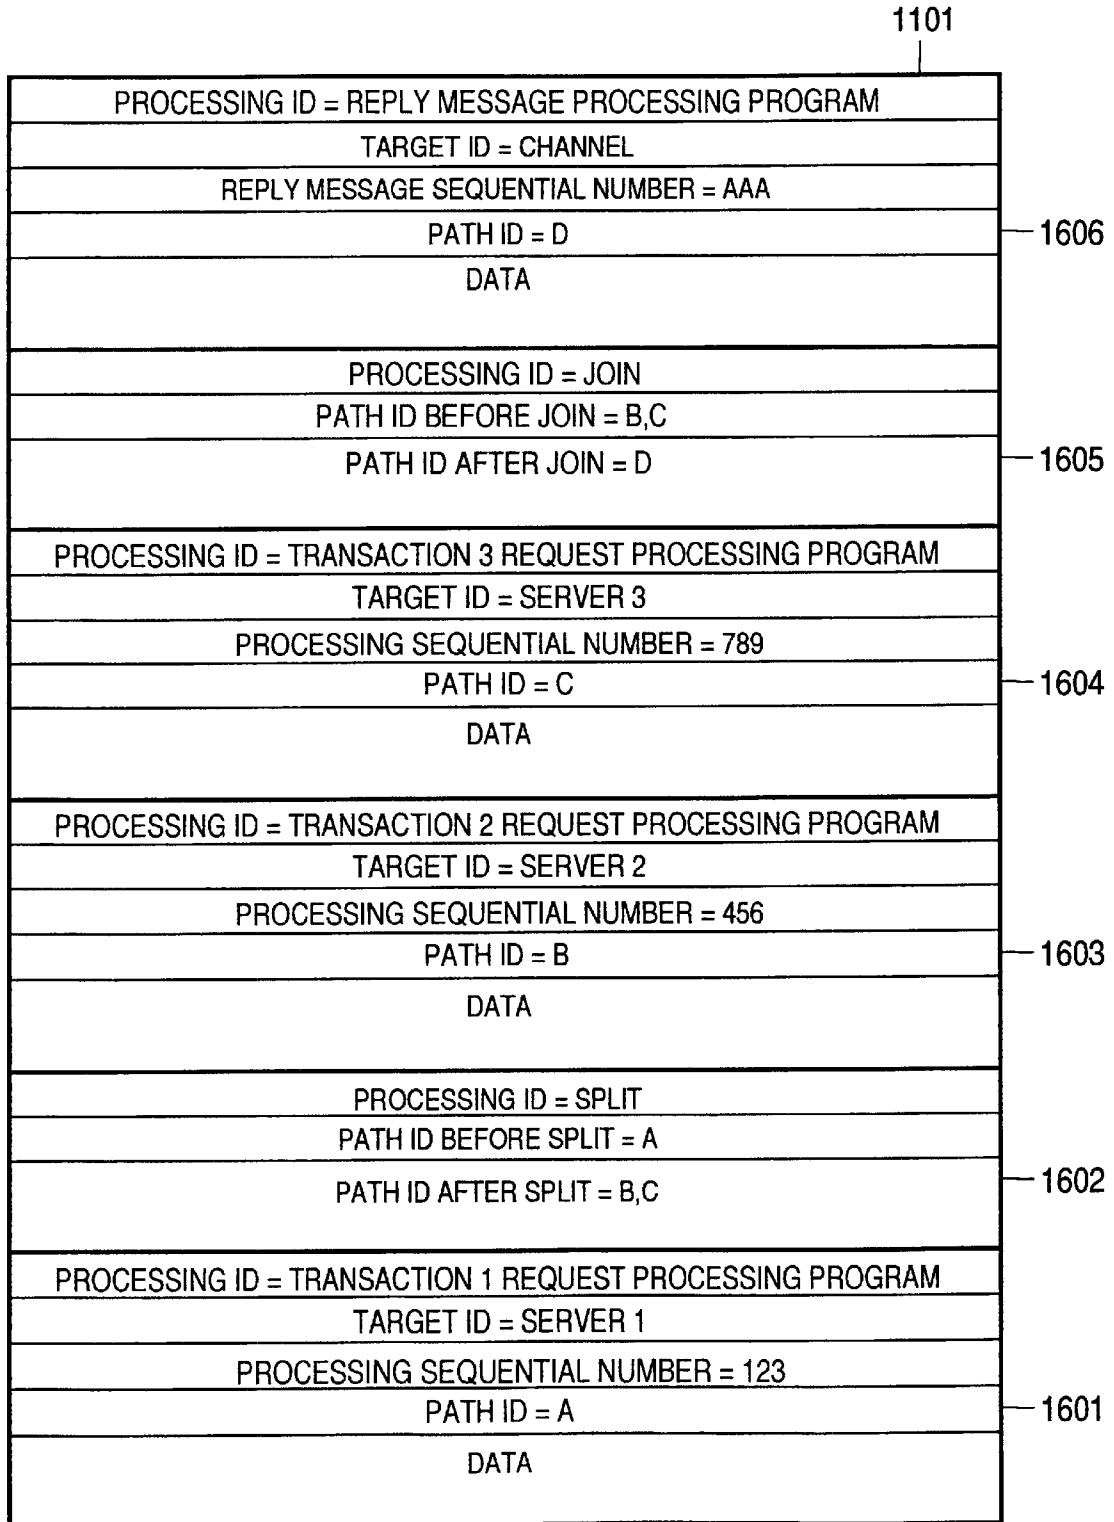 1101
PROCESSING ID = REPLY MESSAGE PROCESSING PROGRAM
TARGET ID = CHANNEL
REPLY MESSAGE SEQUENTIAL NUMBER = AAA
PATH ID = D
1606
DATA
PROCESSING ID = JOIN
PATH ID BEFORE JOIN = B,C
PATH ID AFTER JOIN = D
1605
PROCESSING ID = TRANSACTION 3 REQUEST PROCESSING PROGRAM
TARGET ID = SERVER 3
PROCESSING SEQUENTIAL NUMBER = 789
PATH ID = C
1604
DATA
PROCESSING ID = TRANSACTION 2 REQUEST PROCESSING PROGRAM
TARGET ID = SERVER 2
PROCESSING SEQUENTIAL NUMBER = 456
PATH ID = B
1603
DATA
PROCESSING ID = SPLIT
PATH ID BEFORE SPLIT = A
PATH ID AFTER SPLIT = B,C
1602
PROCESSING ID = TRANSACTION 1 REQUEST PROCESSING PROGRAM
TARGET ID = SERVER 1
PROCESSING SEQUENTIAL NUMBER = 123
PATH ID = A
1601
DATA